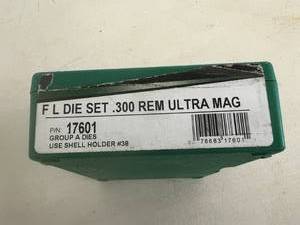 F L DIE SET .300 REM ULTRA MAG
P/N: 17601
GROUP A DIES
USE SHELL HOLDER #38
76683 17601